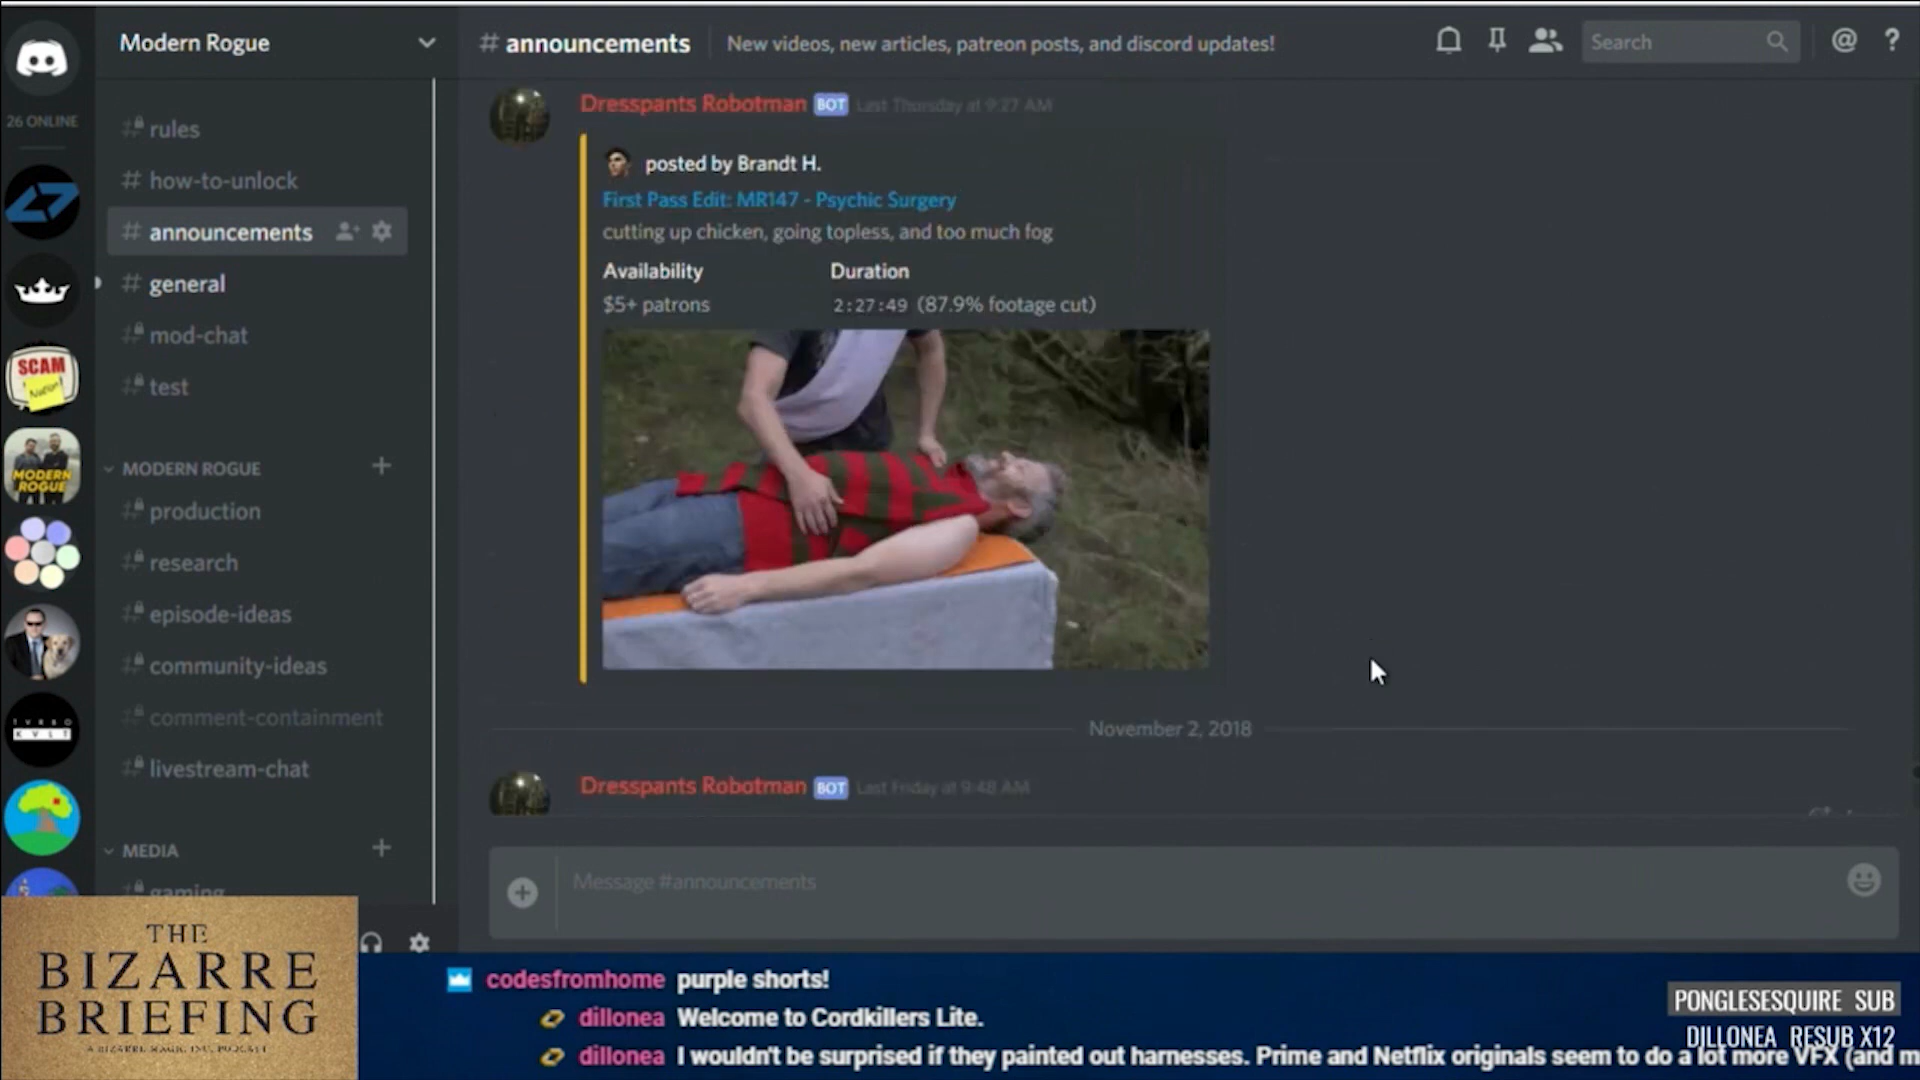 Modern Rogue
# announcements
New videos, new articles, patreon posts, and discord updates!
Search
@
?
26 ONLINE
rules
# how-to-unlock
# announcements
# general
mod-chat
test
MODERN ROGUE
production
research
episode-ideas
community-ideas
comment-containment
livestream-chat
MEDIA
gaming
SCAM
Nation
MODERN
ROGUE
TVRBO
KVLT
Dresspants Robotman BOT Last Thursday at 9:27 AM
posted by Brandt H.
First Pass Edit: MR147 - Psychic Surgery
cutting up chicken, going topless, and too much fog
Availability Duration
$5+ patrons 2:27:49 (87.9% footage cut)
November 2, 2018
Dresspants Robotman BOT Last Friday at 9:48 AM
Message #announcements
THE
BIZARRE
BRIEFING
A BIZARRE MAGIC, INC. PODCAST
codesfromhome purple shorts!
dillonea Welcome to Cordkillers Lite.
dillonea I wouldn't be surprised if they painted out harnesses. Prime and Netflix originals seem to do a lot more VFX (and m
PONGLESESQUIRE SUB
DILLONEA RESUB X12